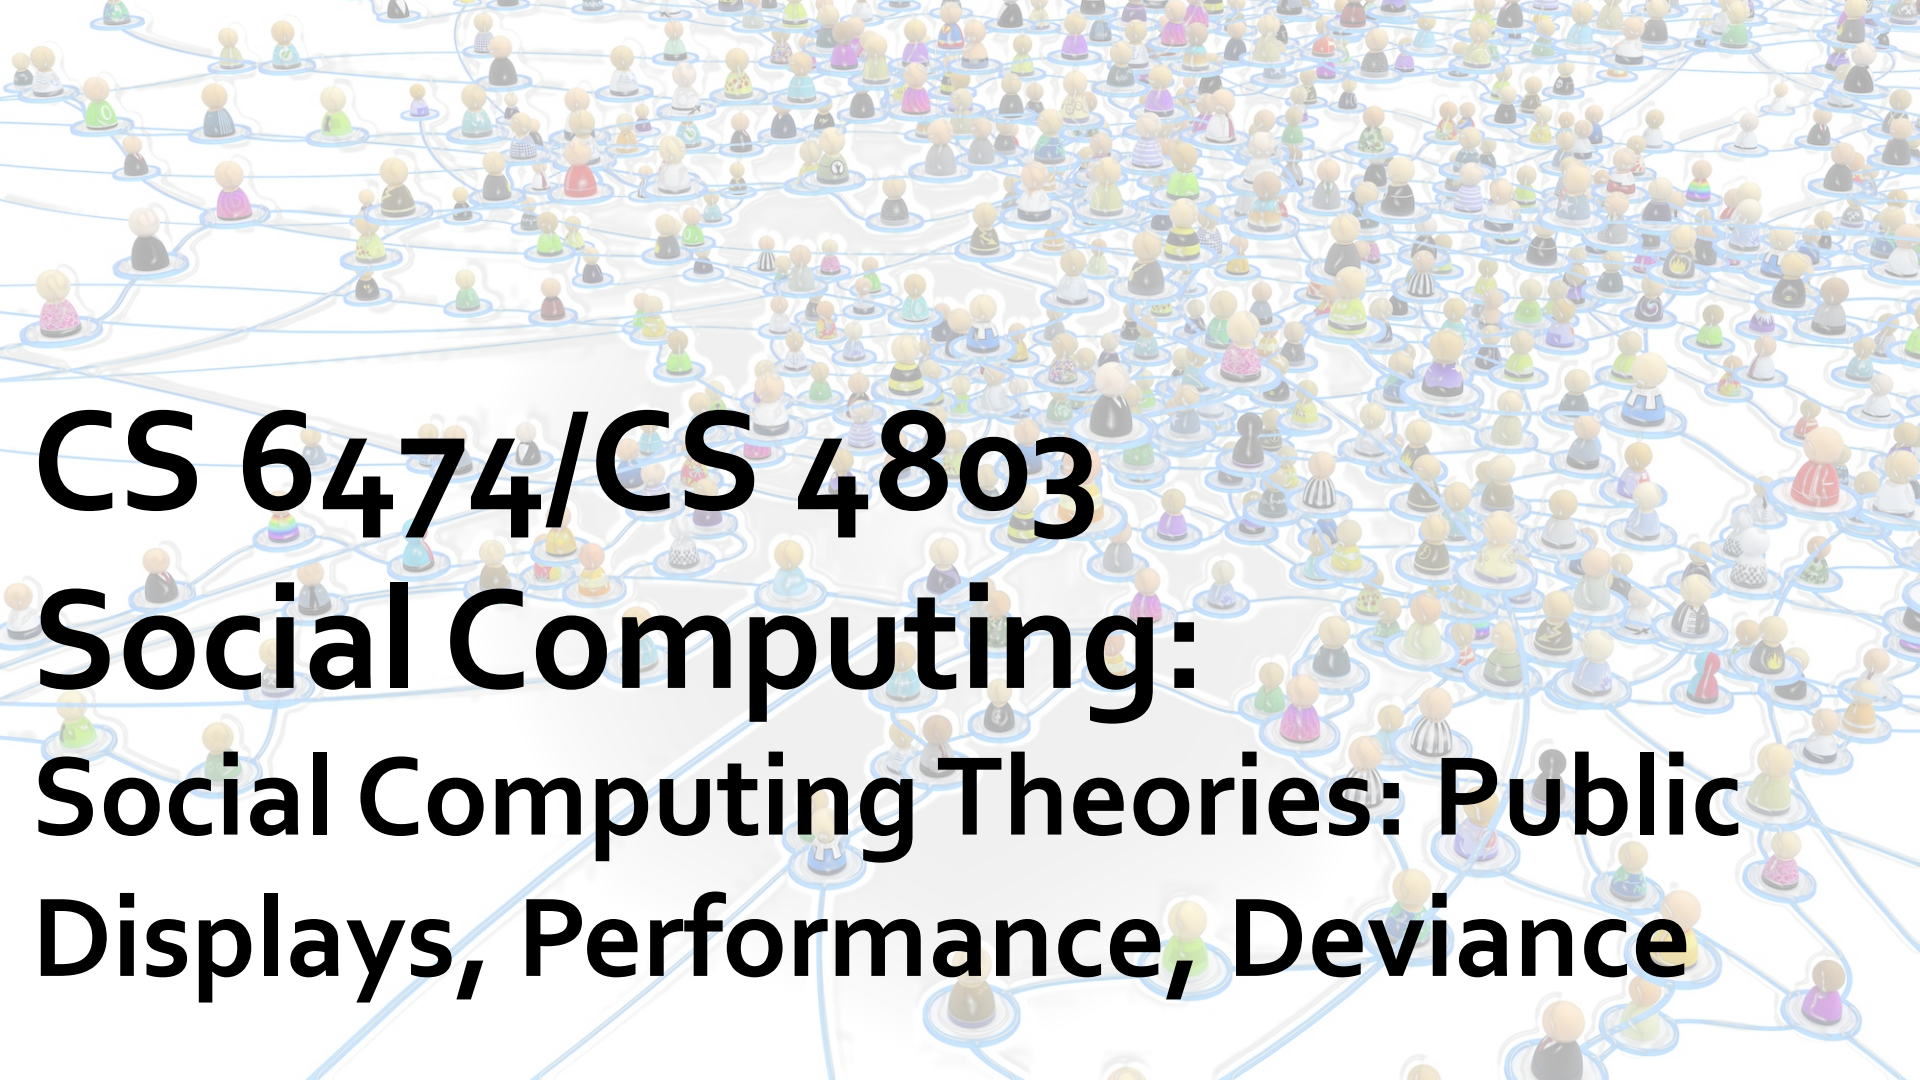 CS 6474/CS 4803
Social Computing:
Social Computing Theories: Public
Displays, Performance, Deviance